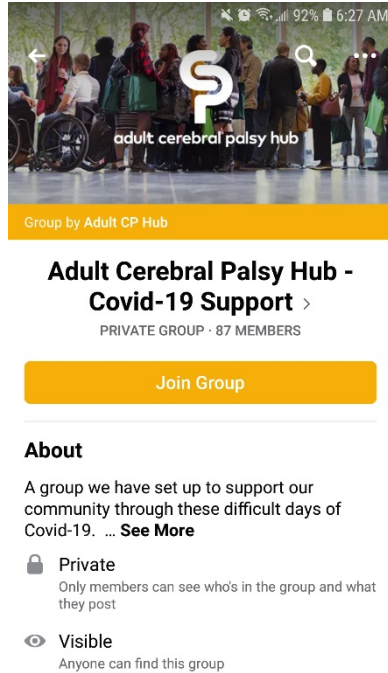 92% 6:27 AM
adult cerebral palsy hub
Group by Adult CP Hub
Adult Cerebral Palsy Hub -
Covid-19 Support >
PRIVATE GROUP · 87 MEMBERS
Join Group
About
A group we have set up to support our
community through these difficult days of
Covid-19. ... See More
Private
Only members can see who's in the group and what
they post
Visible
Anyone can find this group